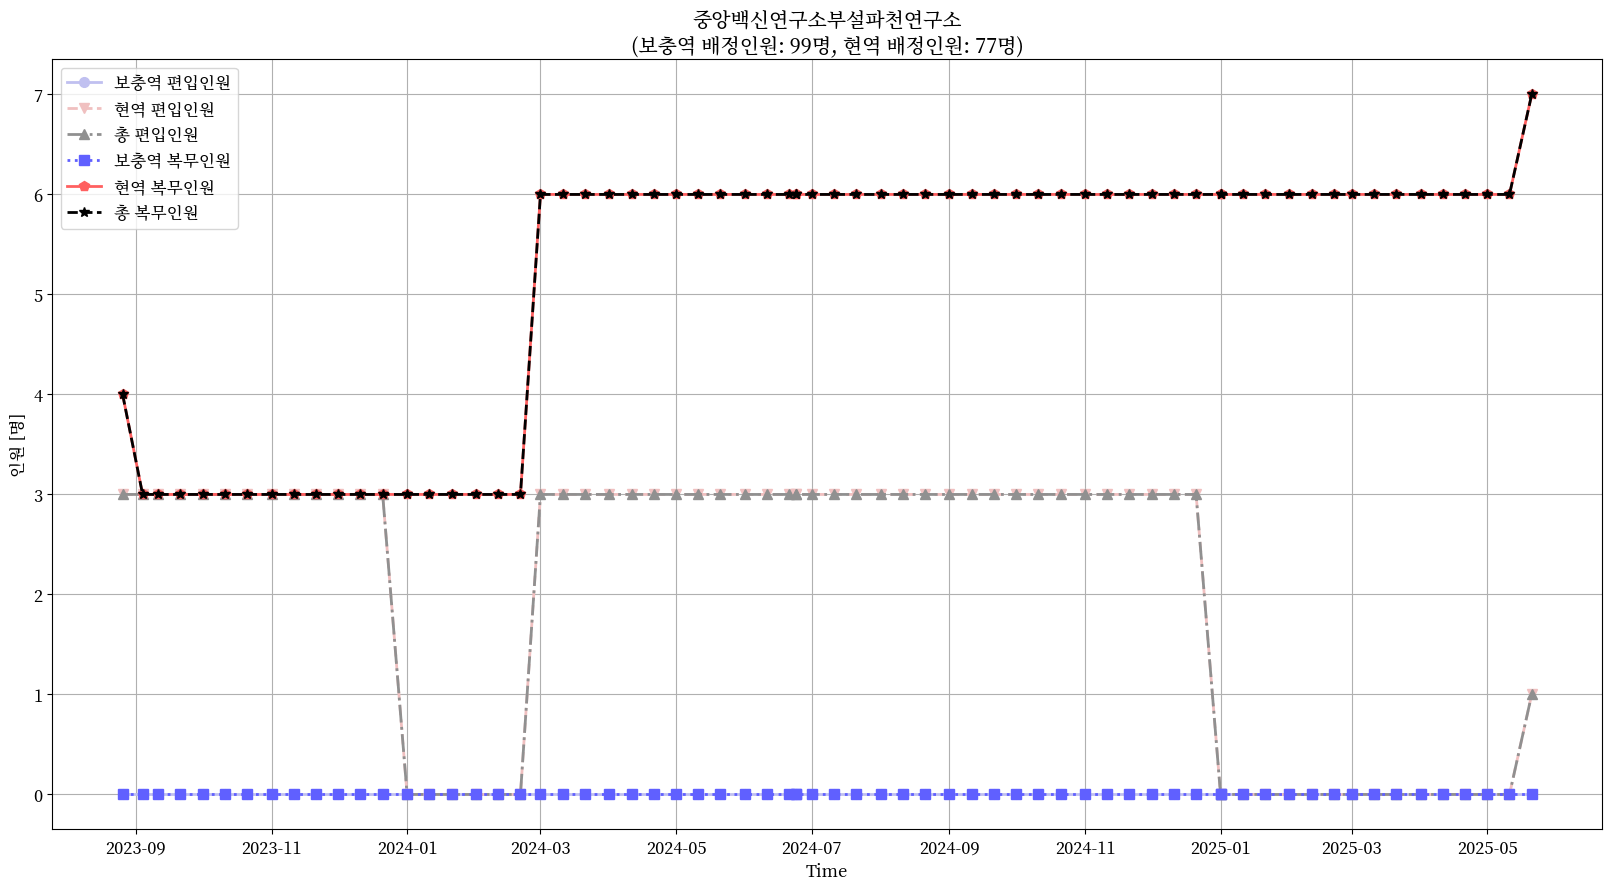 중앙백신연구소부설파천연구소
(보충역 배정인원: 99명, 현역 배정인원: 77명)
보충역 편입인원
현역 편입인원
총 편입인원
보충역 복무인원
현역 복무인원
총 복무인원
인원 [명]
7
6
5
4
3
2
1
0
2023-09
2023-11
2024-01
2024-03
2024-05
2024-07
2024-09
2024-11
2025-01
2025-03
2025-05
Time